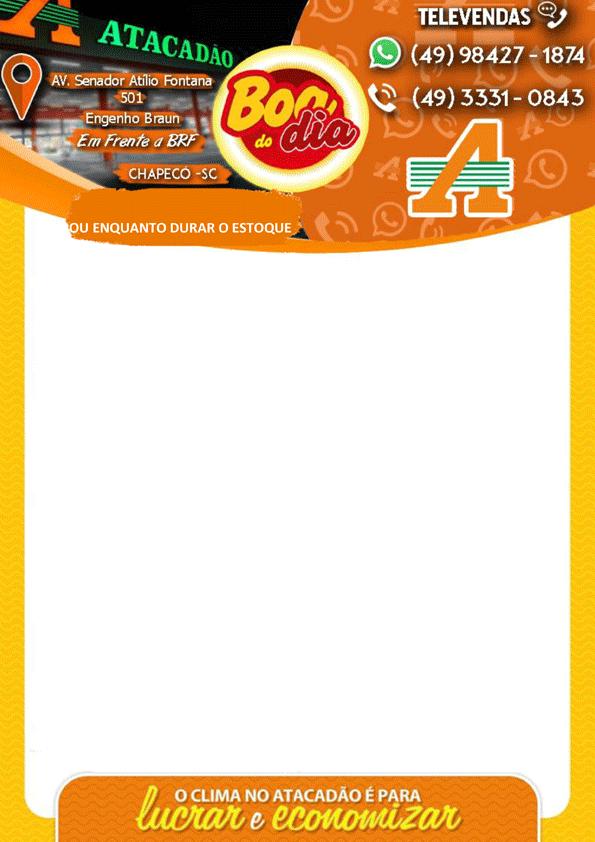 ATACADÃO
AV. Senador Atílio Fontana
501
Engenho Braun
Em Frente a BRF
CHAPECÓ -SC
Boa
do dia
TELEVENDAS
(49) 98427 - 1874
(49) 3331 - 0843
A
OU ENQUANTO DURAR O ESTOQUE
O CLIMA NO ATACADÃO É PARA
lucrar e economizar